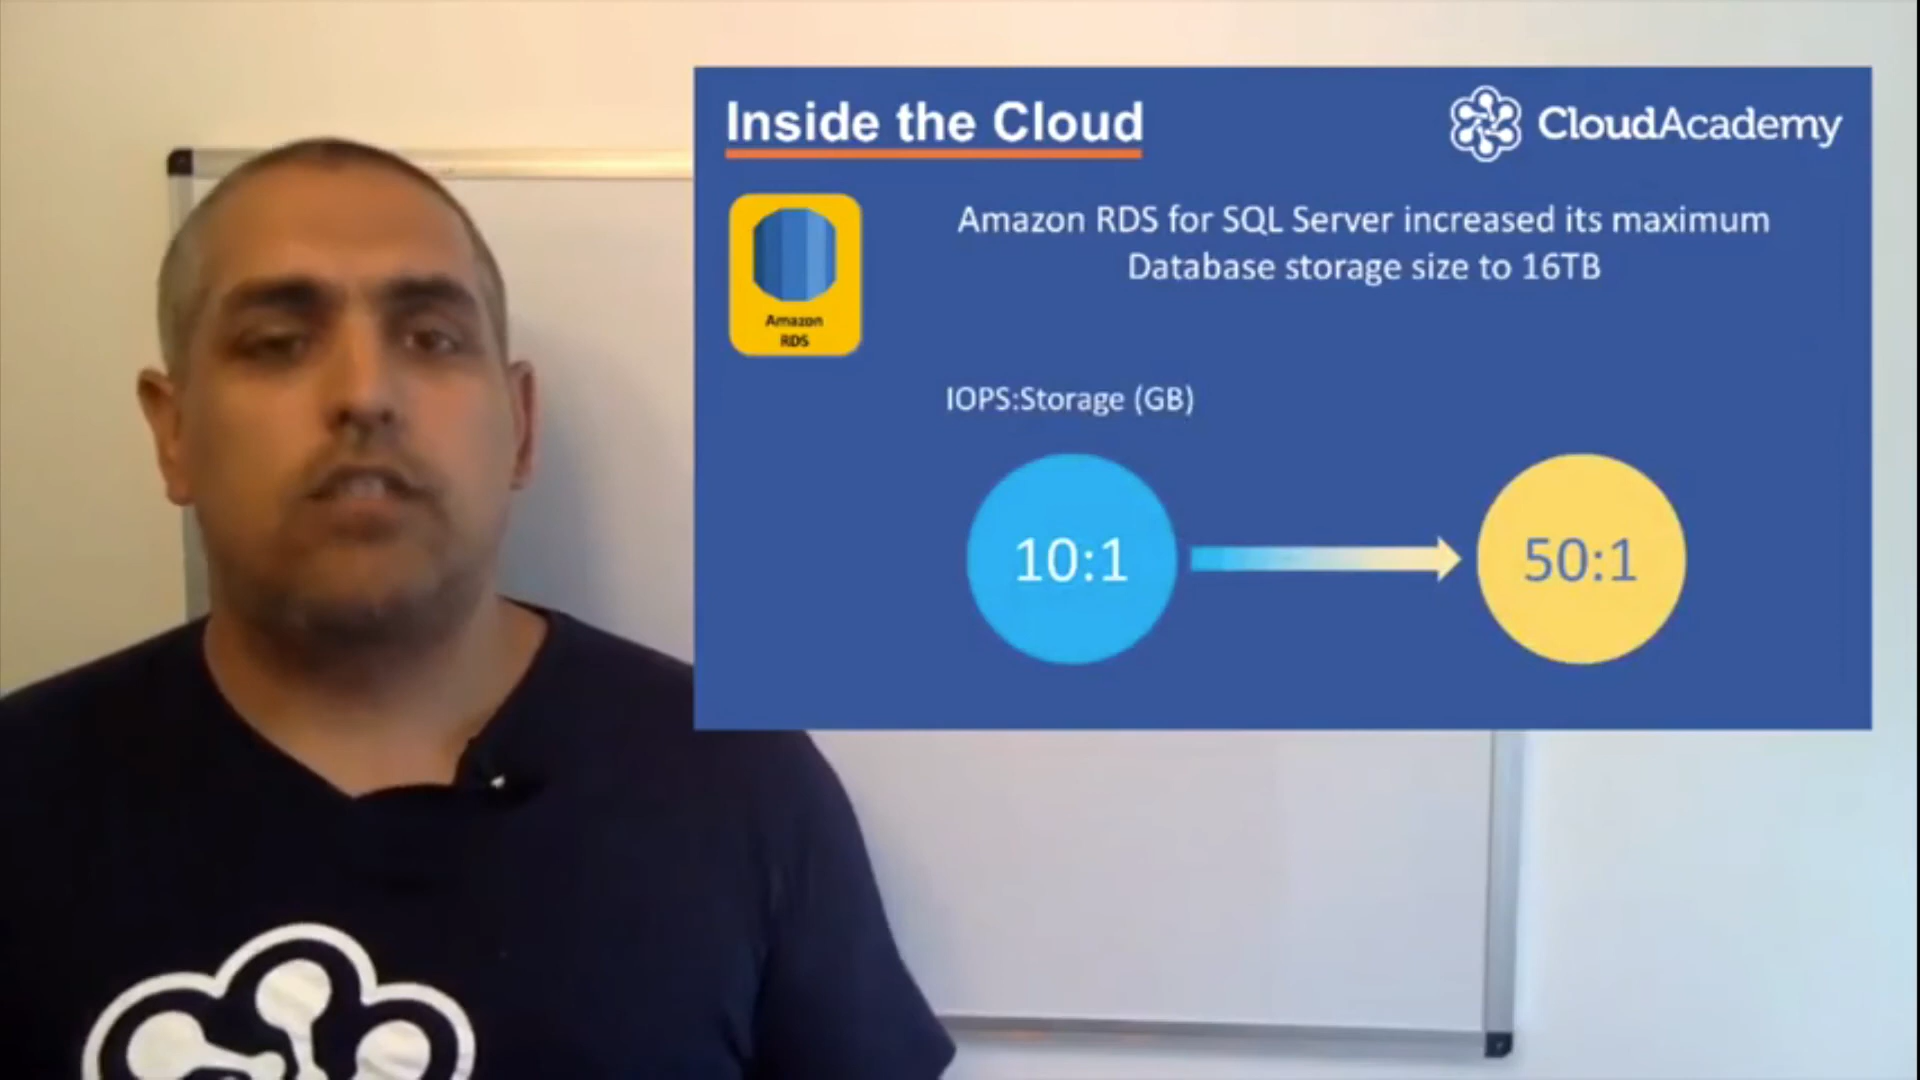 Inside the Cloud
CloudAcademy
Amazon RDS for SQL Server increased its maximum
Database storage size to 16TB
Amazon
RDS
IOPS:Storage (GB)
10:1
50:1